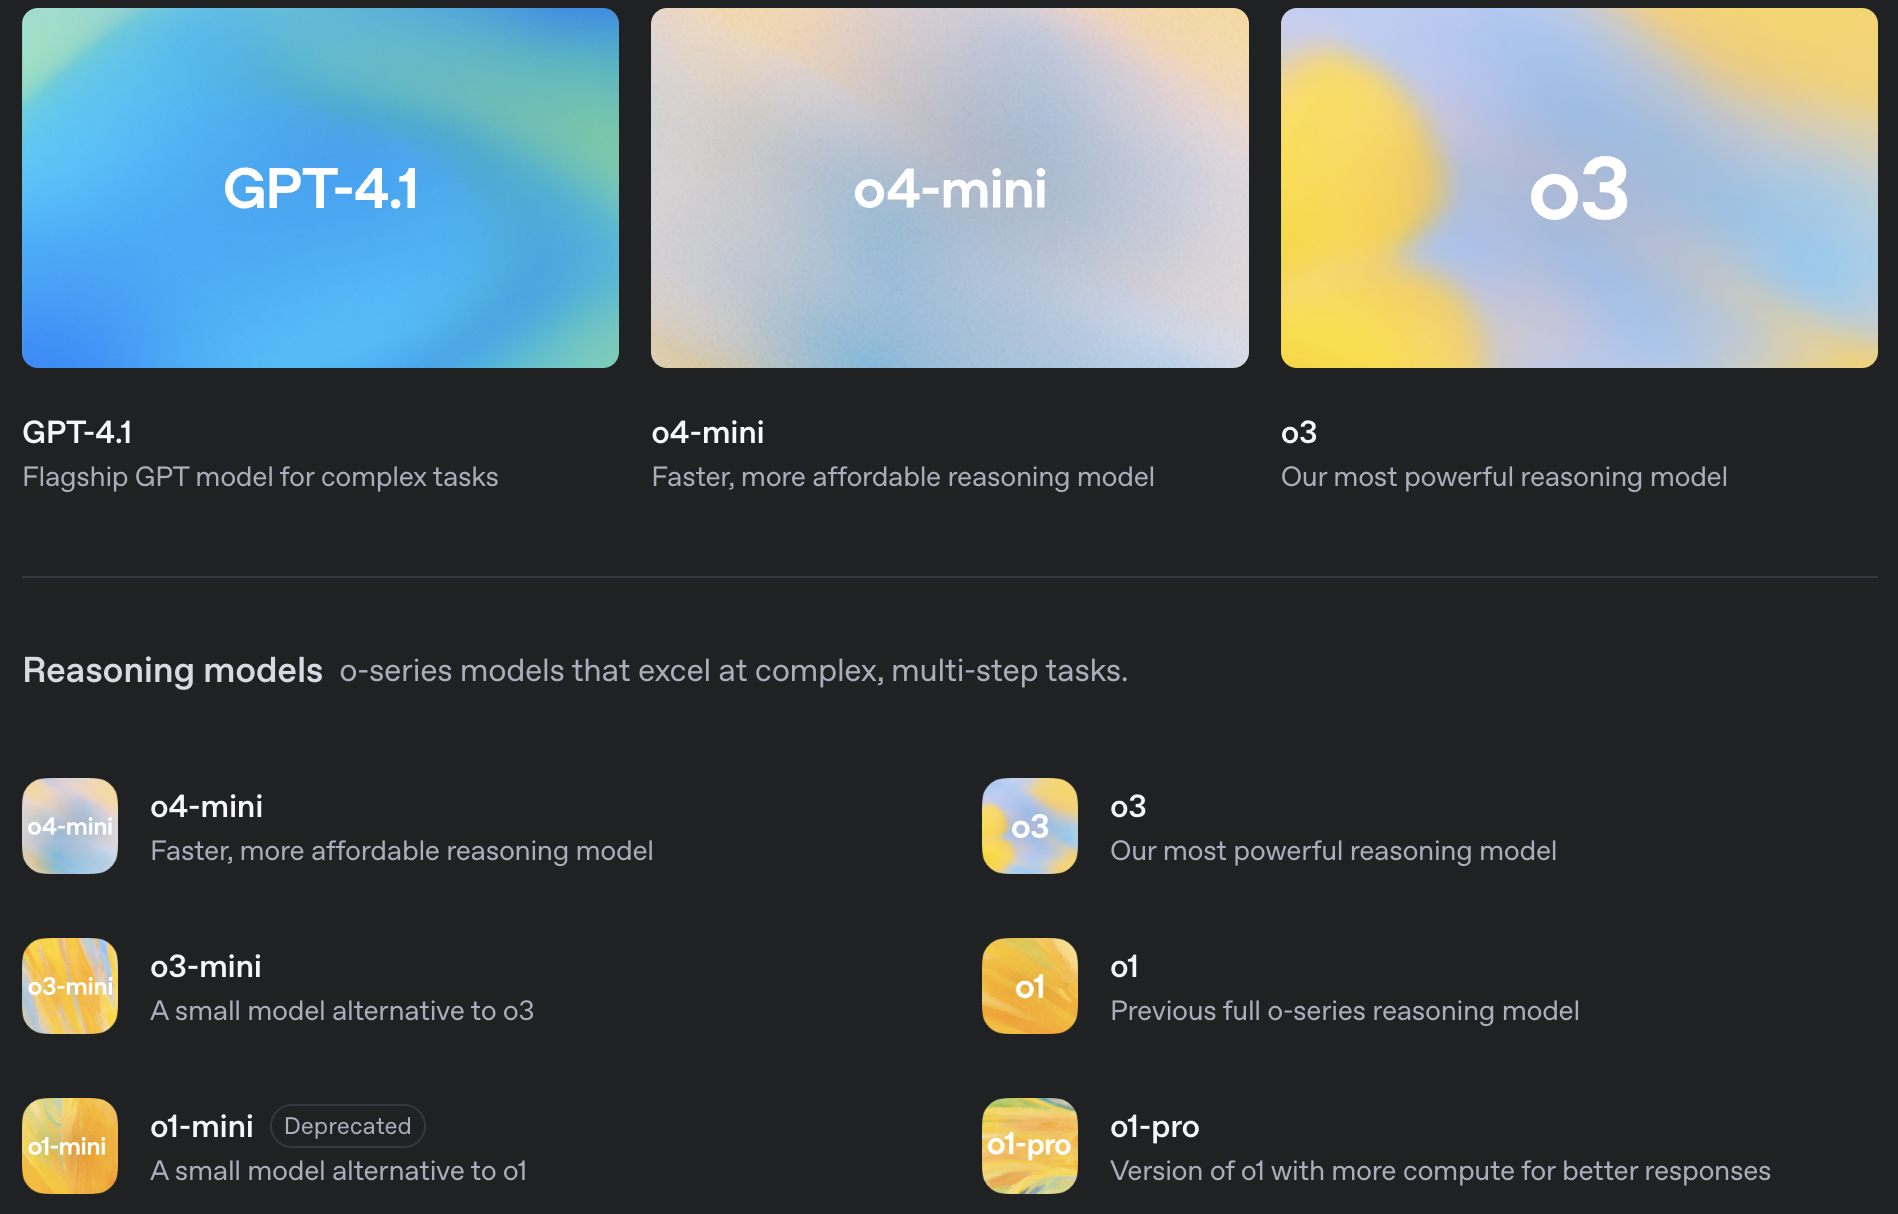 GPT-4.1
o4-mini
o3
GPT-4.1
Flagship GPT model for complex tasks
o4-mini
Faster, more affordable reasoning model
o3
Our most powerful reasoning model
Reasoning models o-series models that excel at complex, multi-step tasks.
o4-mini
o4-mini
Faster, more affordable reasoning model
o3
o3
Our most powerful reasoning model
o3-mini
o3-mini
A small model alternative to o3
o1
o1
Previous full o-series reasoning model
o1-mini
o1-mini Deprecated
A small model alternative to o1
o1-pro
o1-pro
Version of o1 with more compute for better responses